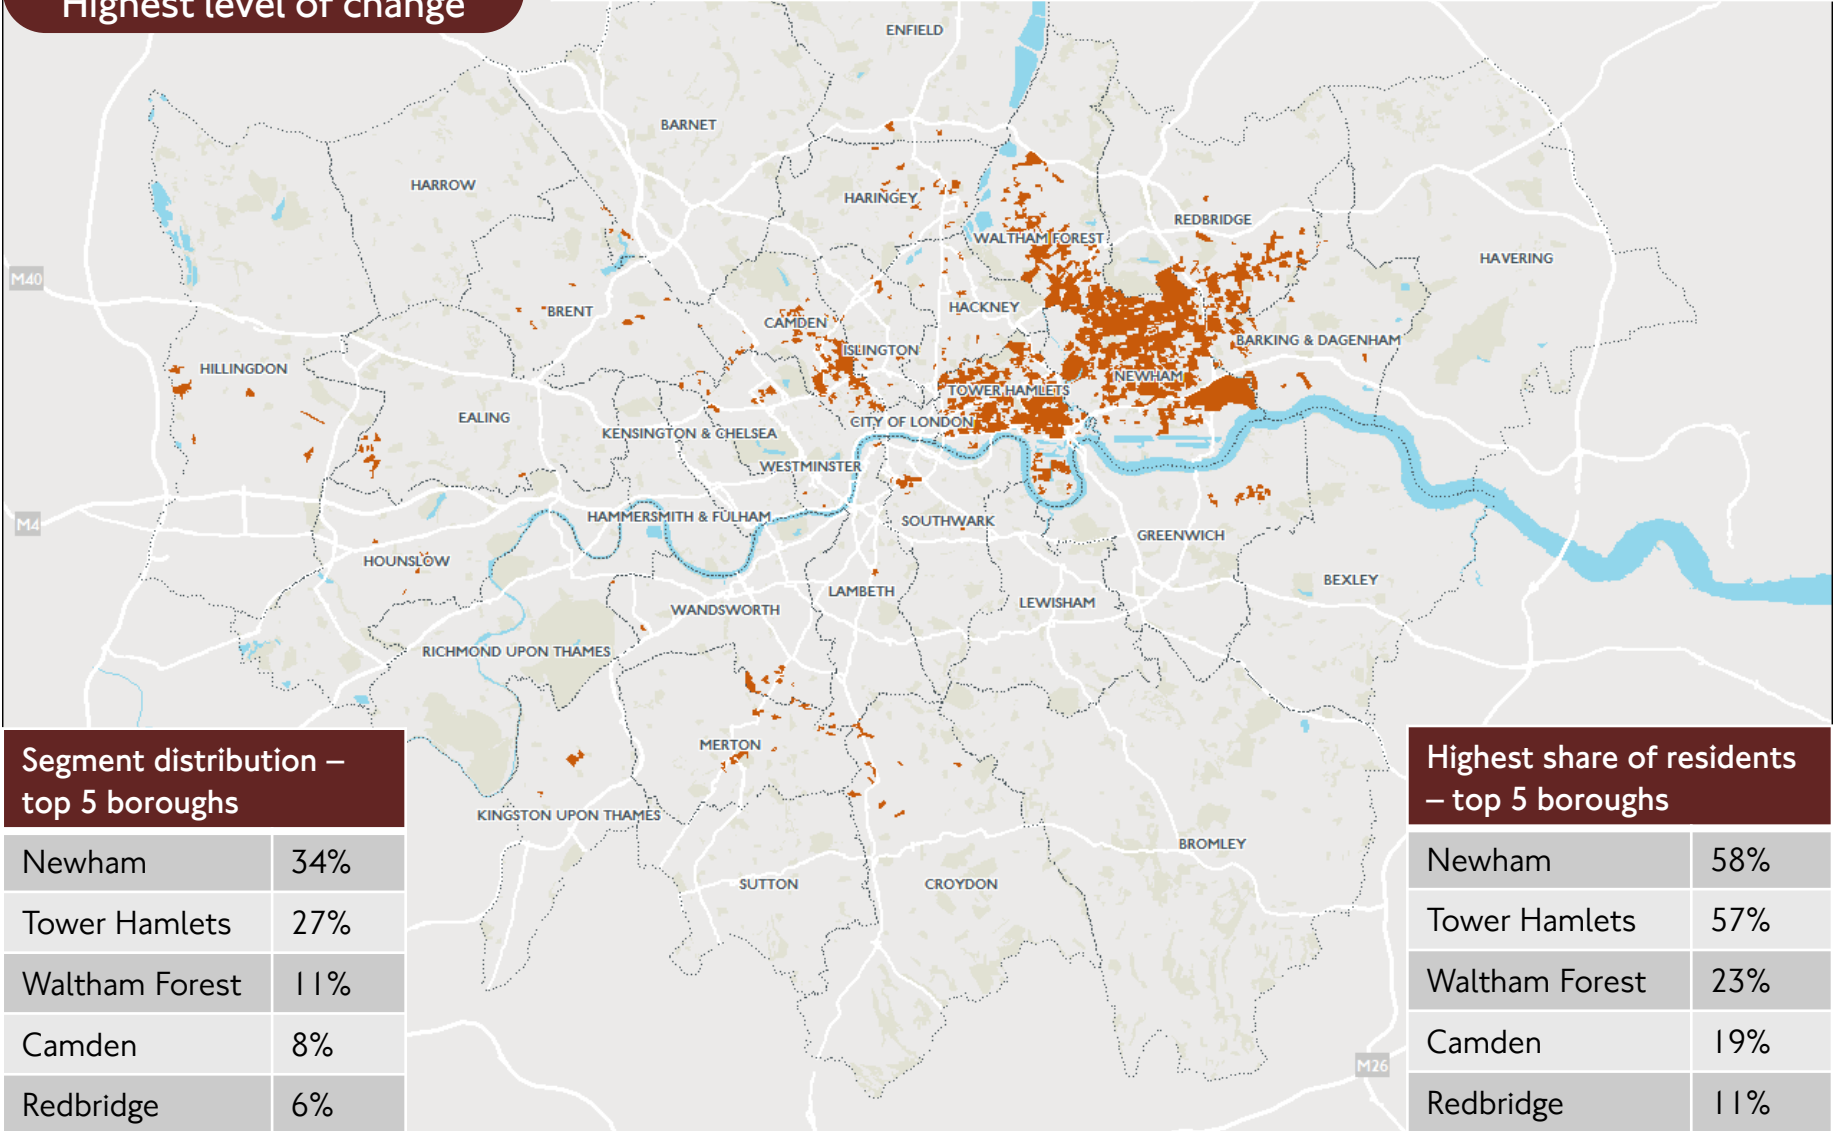 Highest level of change
ENFIELD
BARNET
HARROW
HARINGEY
REDBRIDGE
WALTHAM FOREST
HAVERING
M40
HACKNEY
BRENT
CAMDEN
BARKING & DAGENHAM
ISLINGTON
HILLINGDON
NEWHAM
TOWER HAMLETS
EALING
CITY OF LONDON
KENSINGTON & CHELSEA
WESTMINSTER
M4
HAMMERSMITH & FULHAM
SOUTHWARK
GREENWICH
HOUNSLOW
BEXLEY
LAMBETH
LEWISHAM
WANDSWORTH
RICHMOND UPON THAMES
MERTON
KINGSTON UPON THAMES
BROMLEY
SUTTON
CROYDON
M26
Segment distribution –
top 5 boroughs
Newham 34%
Tower Hamlets 27%
Waltham Forest 11%
Camden 8%
Redbridge 6%
Highest share of residents
– top 5 boroughs
Newham 58%
Tower Hamlets 57%
Waltham Forest 23%
Camden 19%
Redbridge 11%